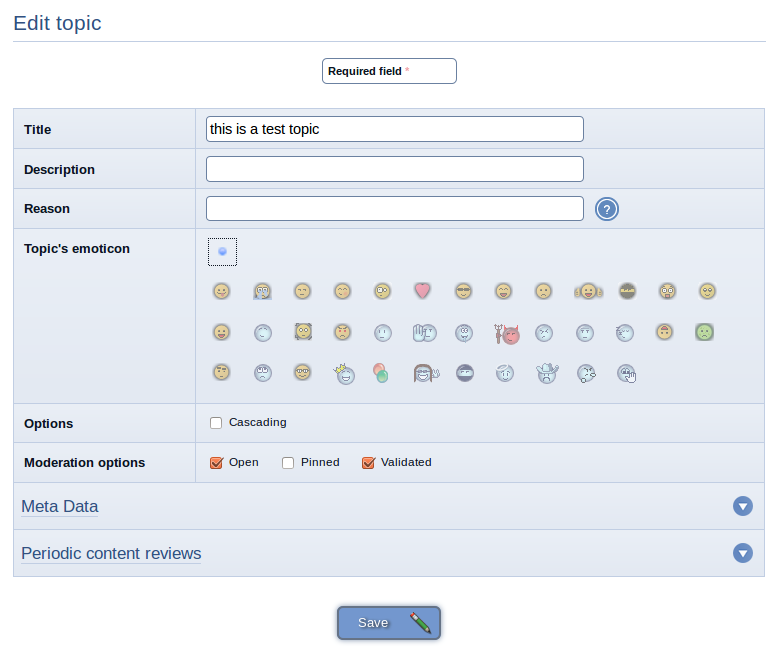 Edit topic
Required field *
Title this is a test topic
Description
Reason ?
Topic's emoticon
Options Cascading
Moderation options Open Pinned Validated
Meta Data
Periodic content reviews
Save